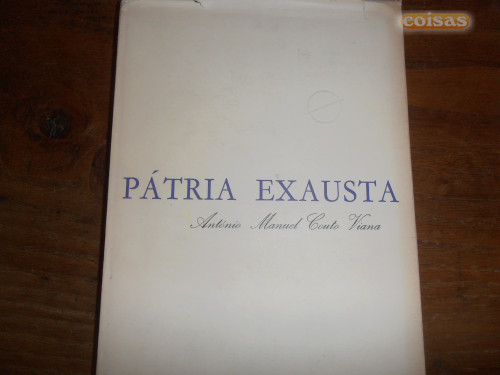 coisas
PÁTRIA EXAUSTA
António Manuel Couto Viana